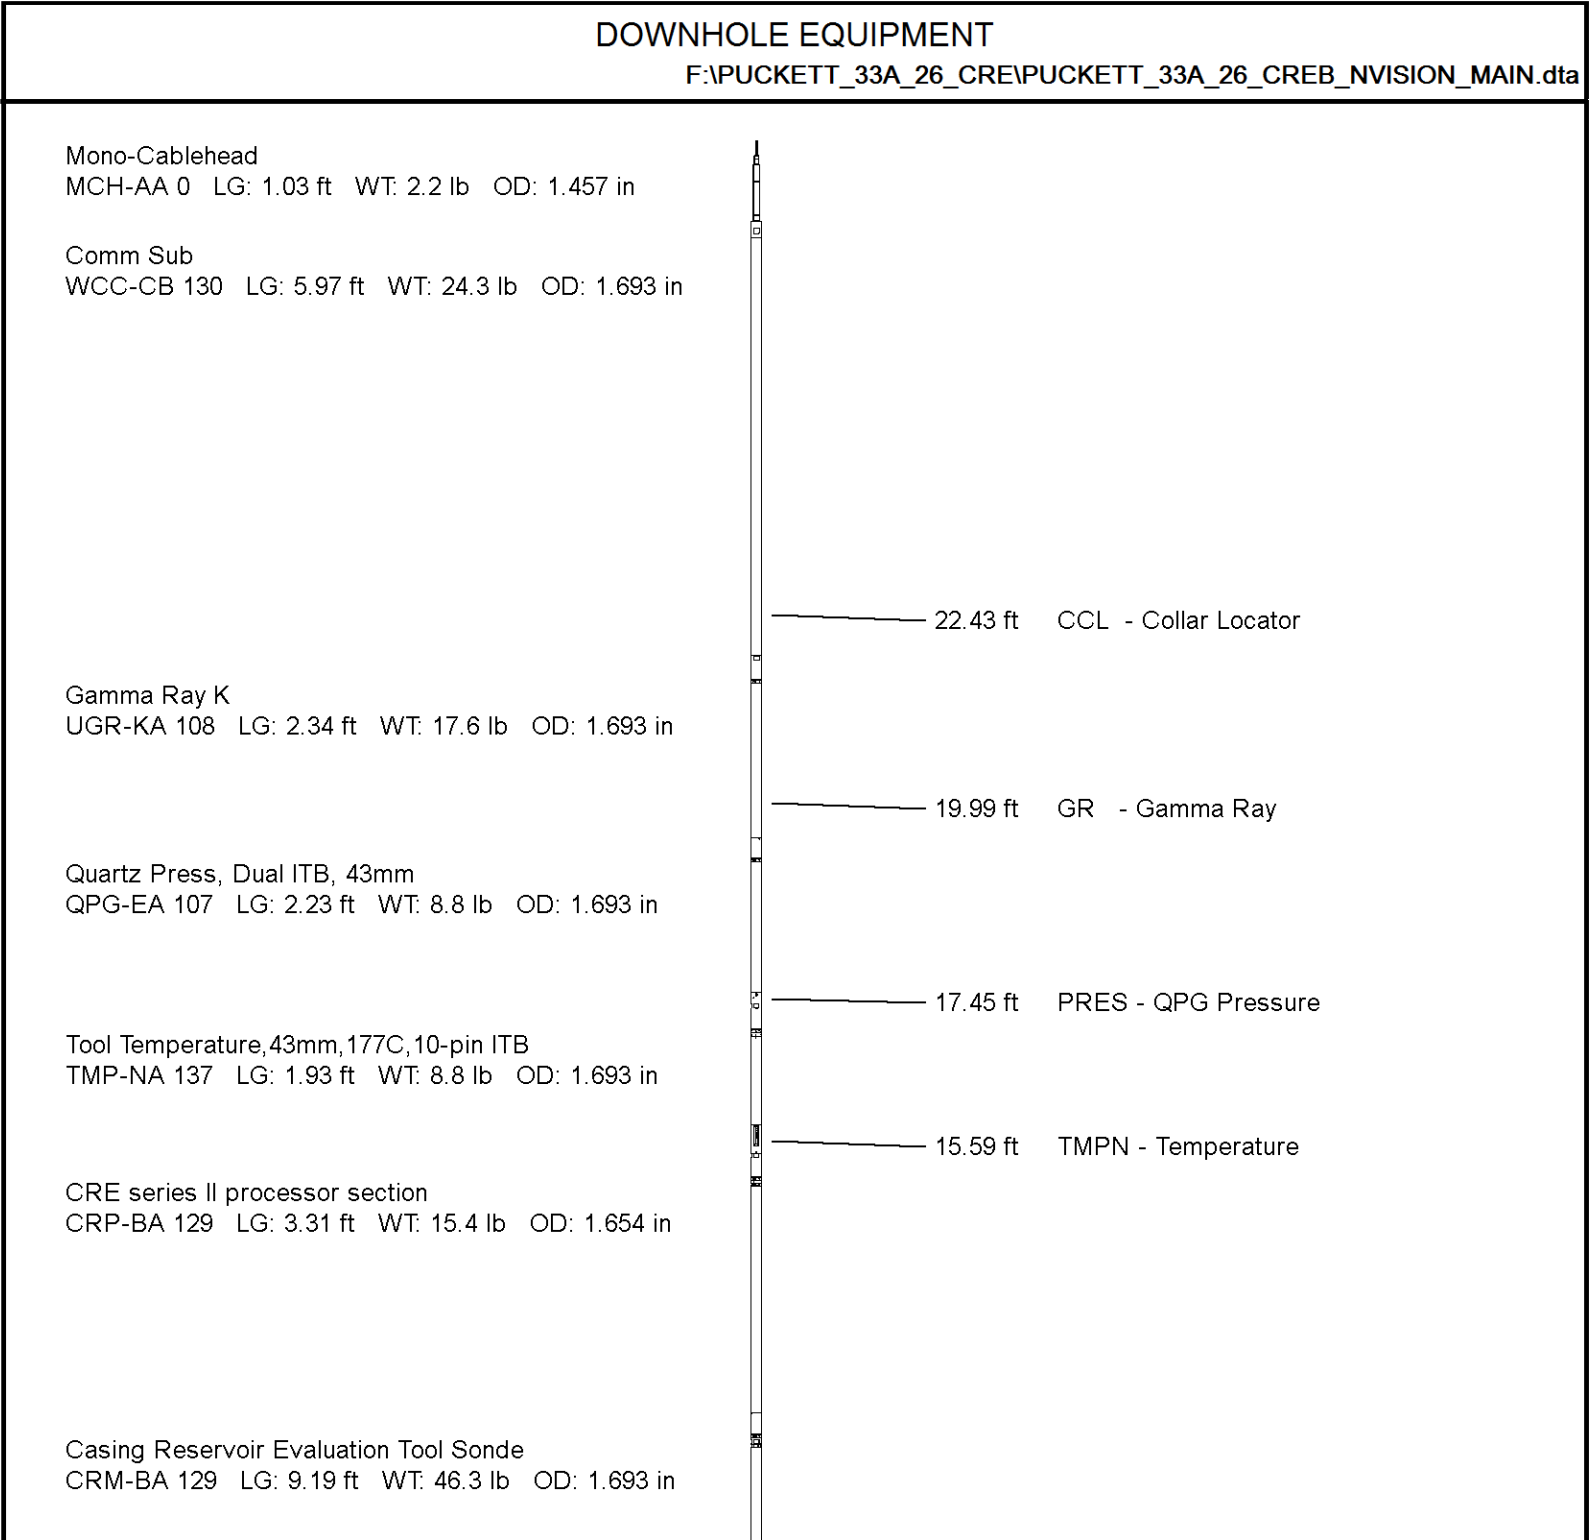 DOWNHOLE EQUIPMENT
F:\PUCKETT_33A_26_CRE\PUCKETT_33A_26_CREB_NVISION_MAIN.dta
Mono-Cablehead
MCH-AA 0 LG: 1.03 ft WT: 2.2 lb OD: 1.457 in
Comm Sub
WCC-CB 130 LG: 5.97 ft WT: 24.3 lb OD: 1.693 in
22.43 ft CCL - Collar Locator
Gamma Ray K
UGR-KA 108 LG: 2.34 ft WT: 17.6 lb OD: 1.693 in
19.99 ft GR - Gamma Ray
Quartz Press, Dual ITB, 43mm
QPG-EA 107 LG: 2.23 ft WT: 8.8 lb OD: 1.693 in
17.45 ft PRES - QPG Pressure
Tool Temperature,43mm,177C,10-pin ITB
TMP-NA 137 LG: 1.93 ft WT: 8.8 lb OD: 1.693 in
15.59 ft TMPN - Temperature
CRE series II processor section
CRP-BA 129 LG: 3.31 ft WT: 15.4 lb OD: 1.654 in
Casing Reservoir Evaluation Tool Sonde
CRM-BA 129 LG: 9.19 ft WT: 46.3 lb OD: 1.693 in